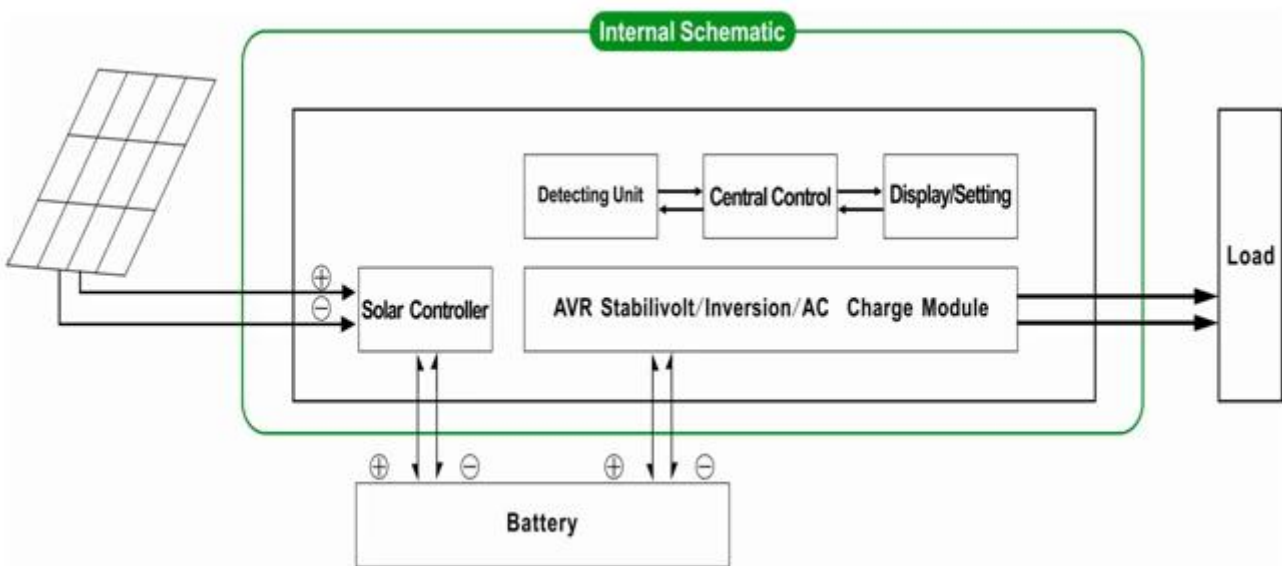 Internal Schematic
Detecting Unit
Central Control
Display/Setting
Load
⊕
⊖
Solar Controller
AVR Stabilivolt/Inversion/AC Charge Module
⊕ ⊖ ⊕ ⊖
Battery